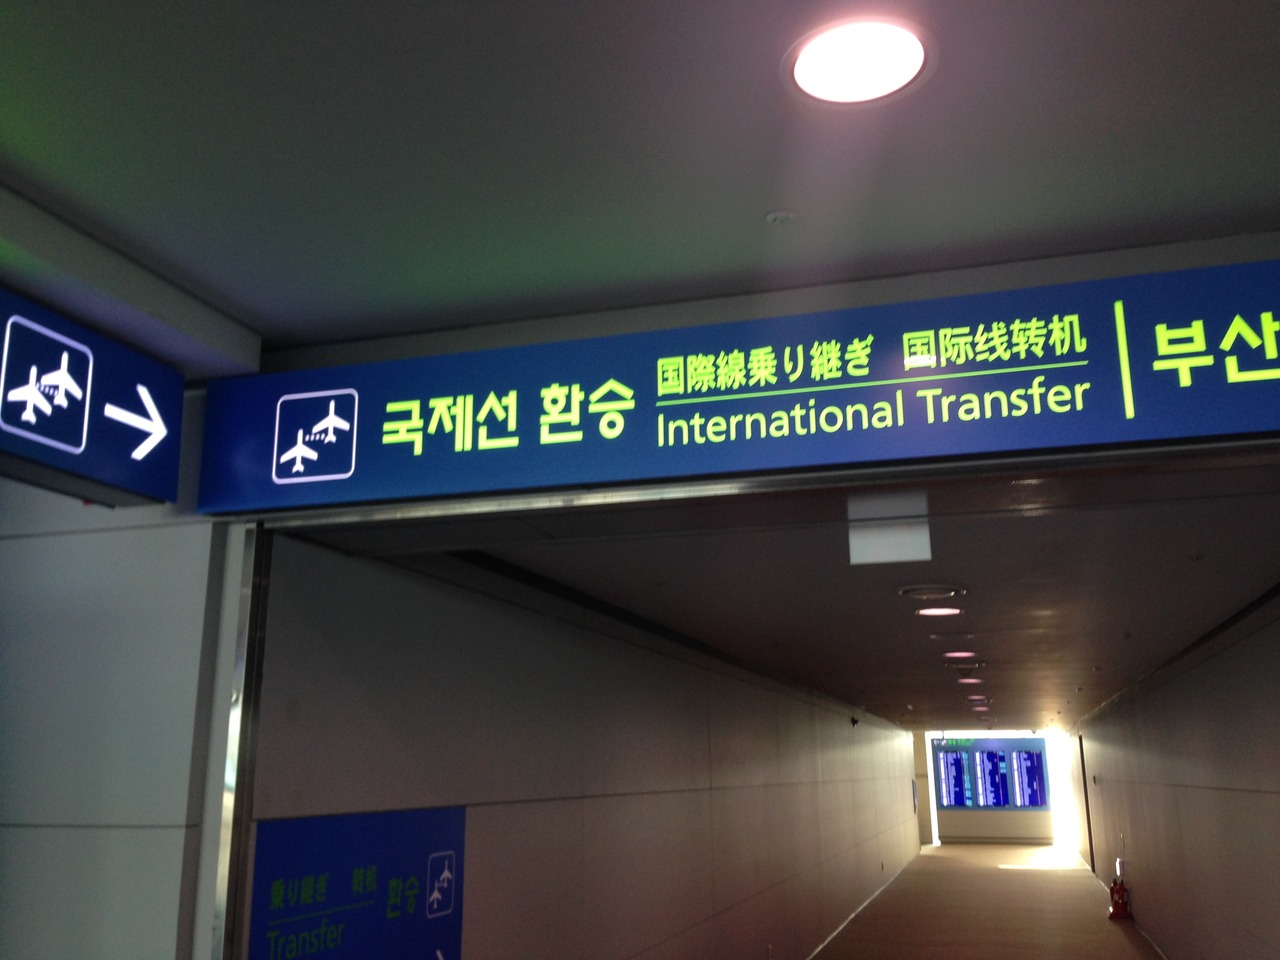 국제선 환승
国際線乗り継ぎ 国际线转机
International Transfer
부산
乗り継ぎ 转机
Transfer
환승